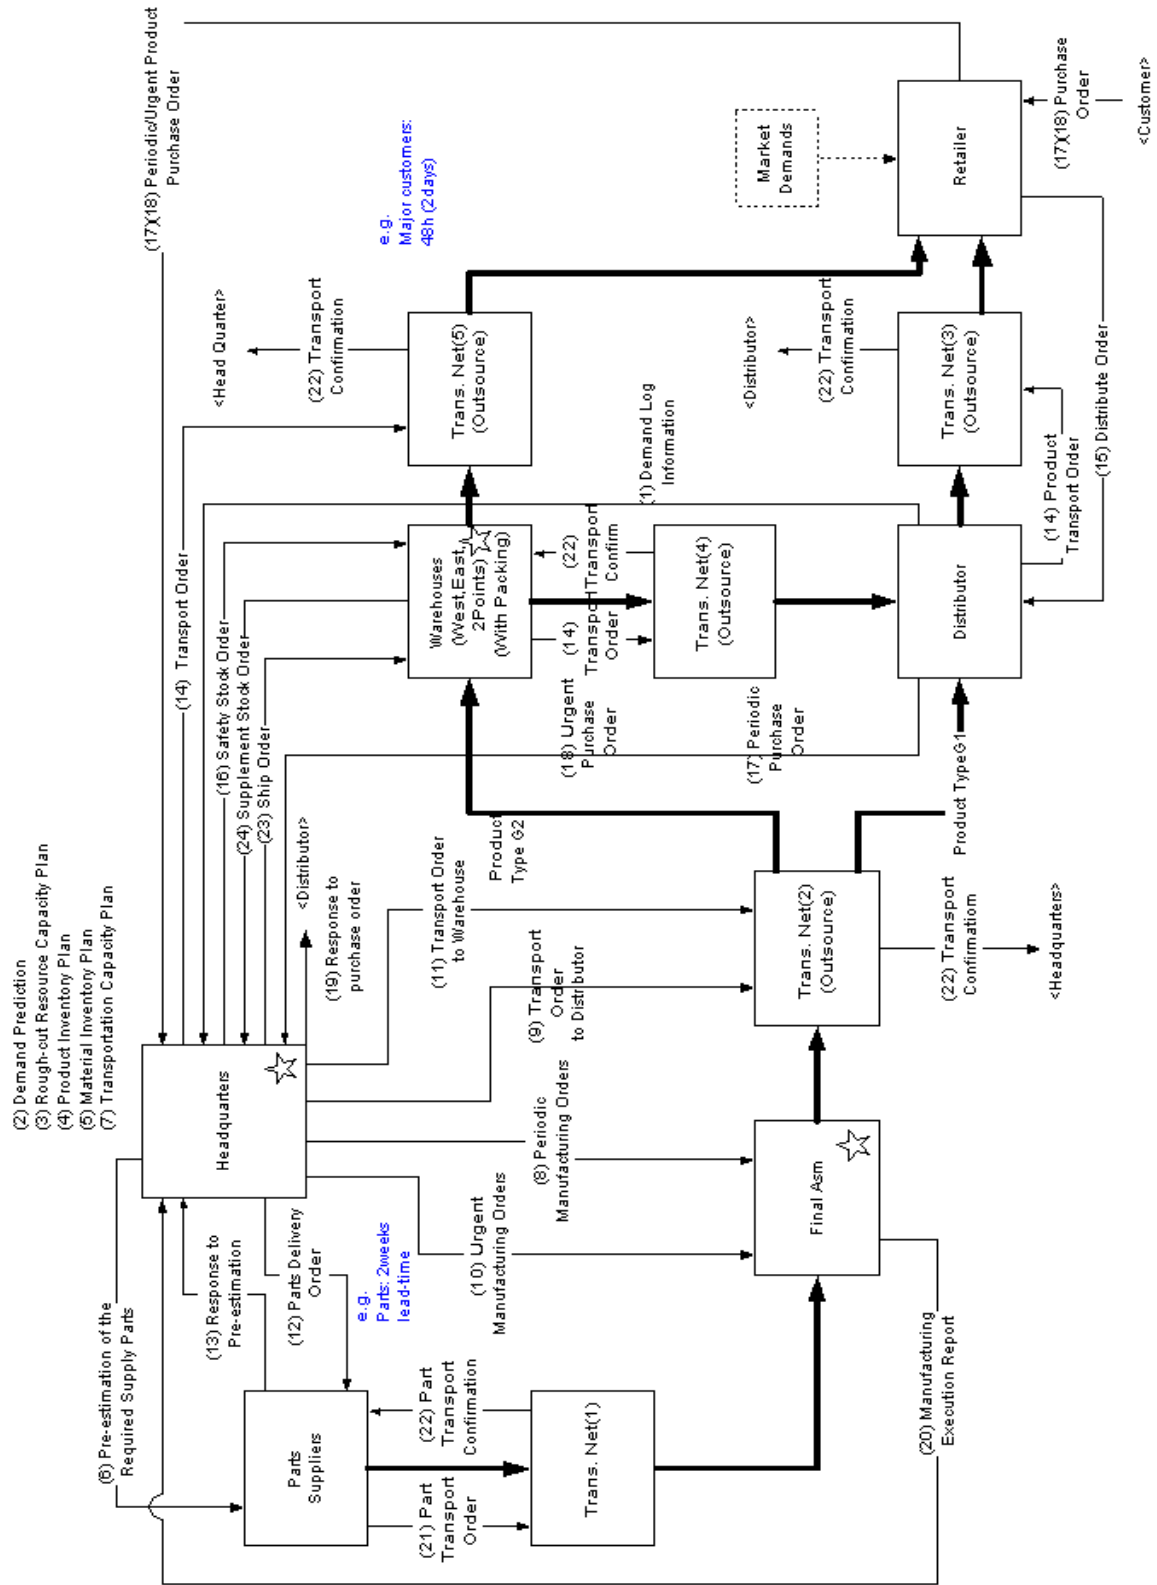 (2) Demand Prediction
(3) Rough-cut Resource Capacity Plan
(4) Product Inventory Plan
(5) Material Inventory Plan
(7) Transportation Capacity Plan
(17)(18) Periodic/Urgent Product
Purchase Order
(6) Pre-estimation of the
Required Supply Parts
Headquarters
(14) Transport Order
(16) Safety Stock Order
(24) Supplement Stock Order
(23) Ship Order
<Head Quarter>
(22) Transport
Confirmation
(13) Response to
Pre-estimation
(12) Parts Delivery
Order
<Distributor>
(19) Response to
purchase order
e.g.
Parts: 2weeks
lead-time
e.g.
Major customers:
48h (2days)
Parts
Suppliers
(22) Part
Transport
Confirmation
(21) Part
Transport
Order
(10) Urgent
Manufacturing Orders
(8) Periodic
Manufacturing Orders
(9) Transport
Order
to Distributor
(11) Transport Order
to Warehouse
Product
Type G2
Warehouses
(West,East,
2Points)
(With Packing)
Trans. Net(5)
(Outsource)
(18) Urgent
Purchase
Order
(14)
Transport
Order
(22)
Transport
Confirm
(1) Demand Log
Information
Trans. Net(1)
Trans. Net(4)
(Outsource)
(17) Periodic
Purchase
Order
<Distributor>
(22) Transport
Confirmation
Market
Demands
Final Asm
Trans. Net(2)
(Outsource)
Product TypeG1
Distributor
Trans. Net(3)
(Outsource)
Retailer
(20) Manufacturing
Execution Report
(22) Transport
Confirmatiom
<Headquarters>
(14) Product
Transport Order
(15) Distribute Order
(17)(18) Purchase
Order
<Customer>